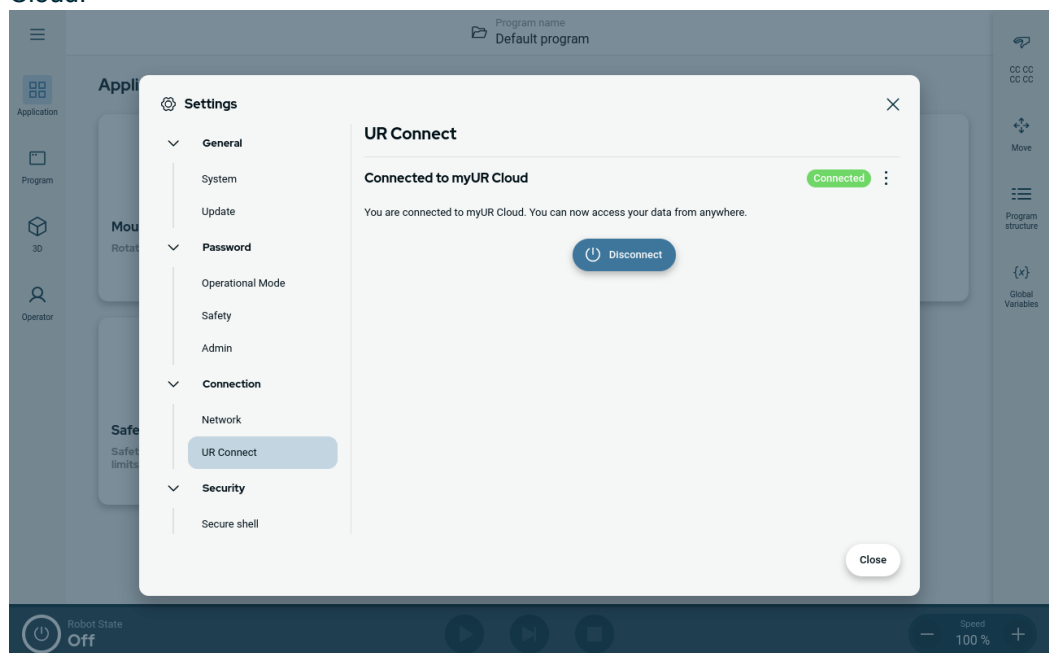 Program name
Default program
Appli
Application
Program
3D
Operator
Mou
Rotat
Safe
Safet
limits
Settings
General
System
Update
Password
Operational Mode
Safety
Admin
Connection
Network
UR Connect
Security
Secure shell
UR Connect
Connected to myUR Cloud
Connected
You are connected to myUR Cloud. You can now access your data from anywhere.
Disconnect
Close
CC CC
CC CC
Move
Program
structure
{x}
Global
Variables
Robot State
Off
Speed
100 %